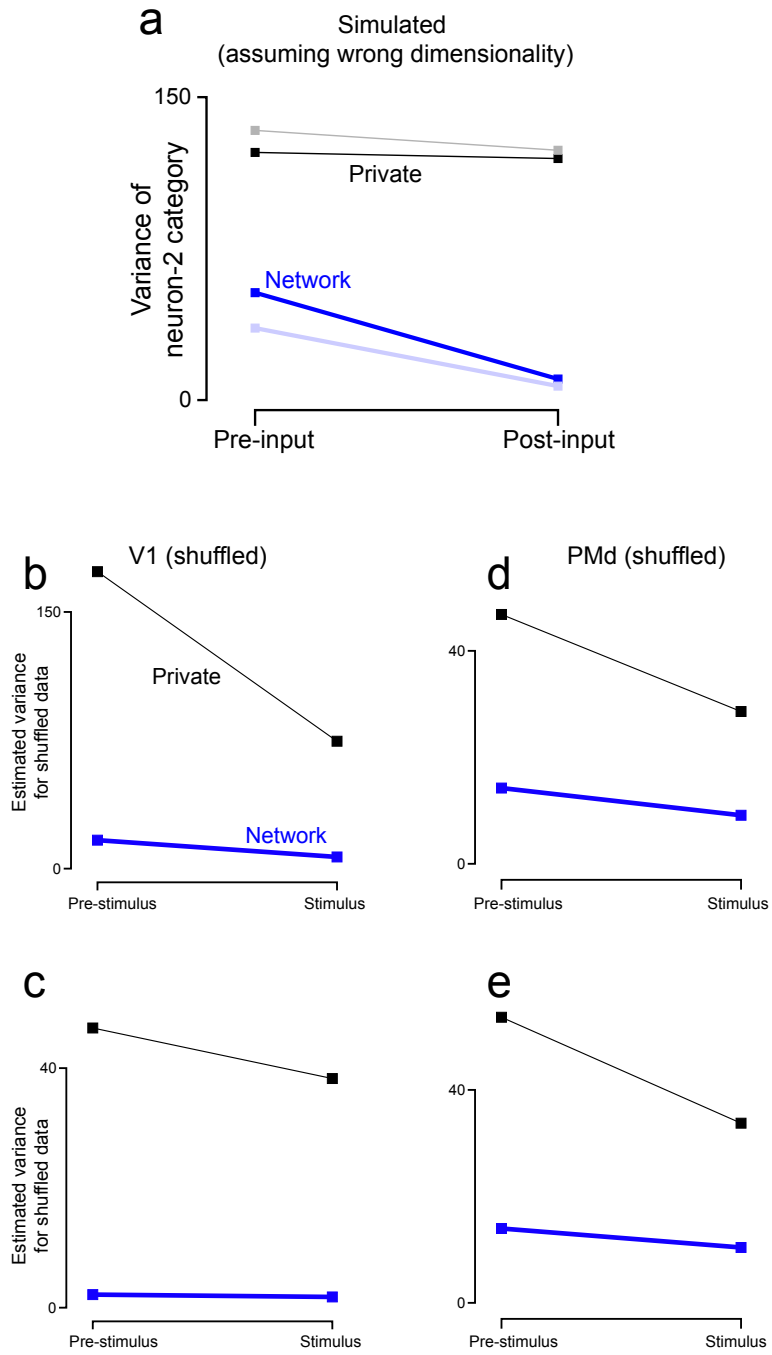 a
Simulated
(assuming wrong dimensionality)
150
Variance of
neuron-2 category
Private
Network
0
Pre-input
Post-input
b
V1 (shuffled)
150
Estimated variance
for shuffled data
Private
Network
0
Pre-stimulus
Stimulus
d
PMd (shuffled)
40
0
Pre-stimulus
Stimulus
c
40
Estimated variance
for shuffled data
0
Pre-stimulus
Stimulus
e
40
0
Pre-stimulus
Stimulus